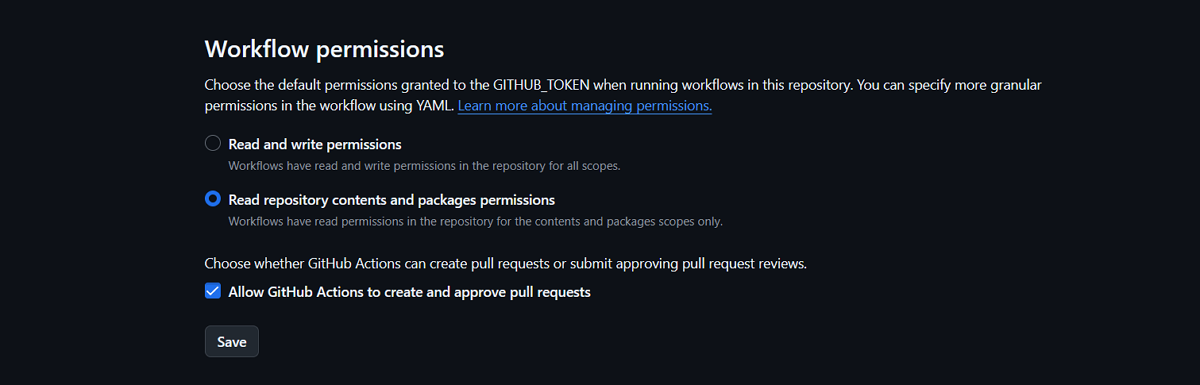 Workflow permissions
Choose the default permissions granted to the GITHUB_TOKEN when running workflows in this repository. You can specify more granular
permissions in the workflow using YAML. Learn more about managing permissions.
Read and write permissions
Workflows have read and write permissions in the repository for all scopes.
Read repository contents and packages permissions
Workflows have read permissions in the repository for the contents and packages scopes only.
Choose whether GitHub Actions can create pull requests or submit approving pull request reviews.
Allow GitHub Actions to create and approve pull requests
Save